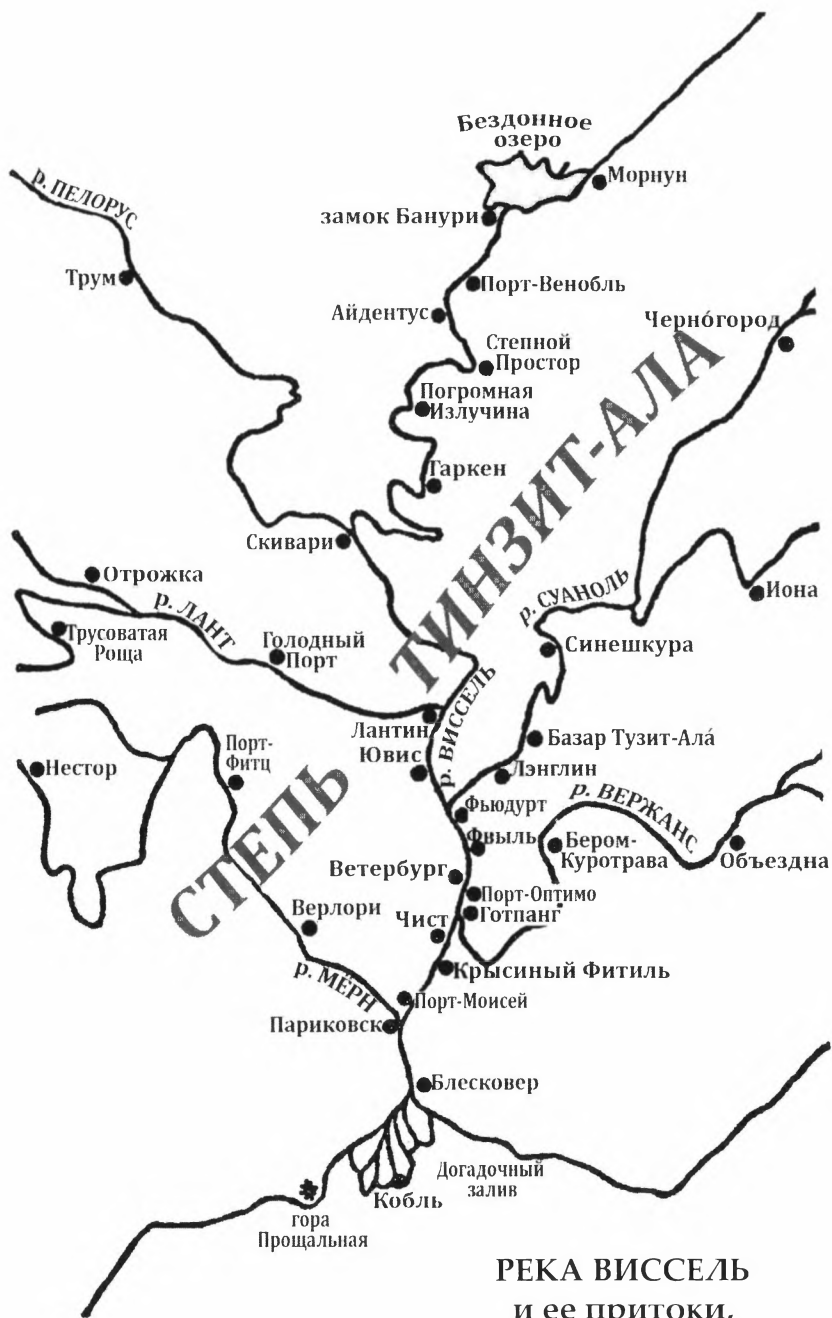 Бездонное
озеро
Морнун
р. ПЕЛОРУС
замок Банури
Трум
Порт-Венобль
Айдентус
Черно́город
Степной
Простор
Погромная
Излучина
Гаркен
ТИНЗИТ-АЛА
Скивари
Отрожка
р. ЛАНТ
р. СУАНОЛЬ
Иона
Трусоватая
Роща
Голодный
Порт
Синешкура
Лантин
р. ВИССЕЛЬ
Базар Тузит-Ала́
Ювис
Порт-
Фитц
Нестор
Лэнглин
р. ВЕРЖАНС
СТЕПЬ
Фьюдурт
Фвыль
Бером-
Куротрава
Объездна
Ветербург
Порт-Оптимо
Готпанг
Верлори
Чист
Крысиный Фитиль
р. МЁРН
Порт-Моисей
Париковск
Блесковер
Догадочный
залив
Кобль
гора
Прощальная
РЕКА ВИССЕЛЬ
и ее притоки.